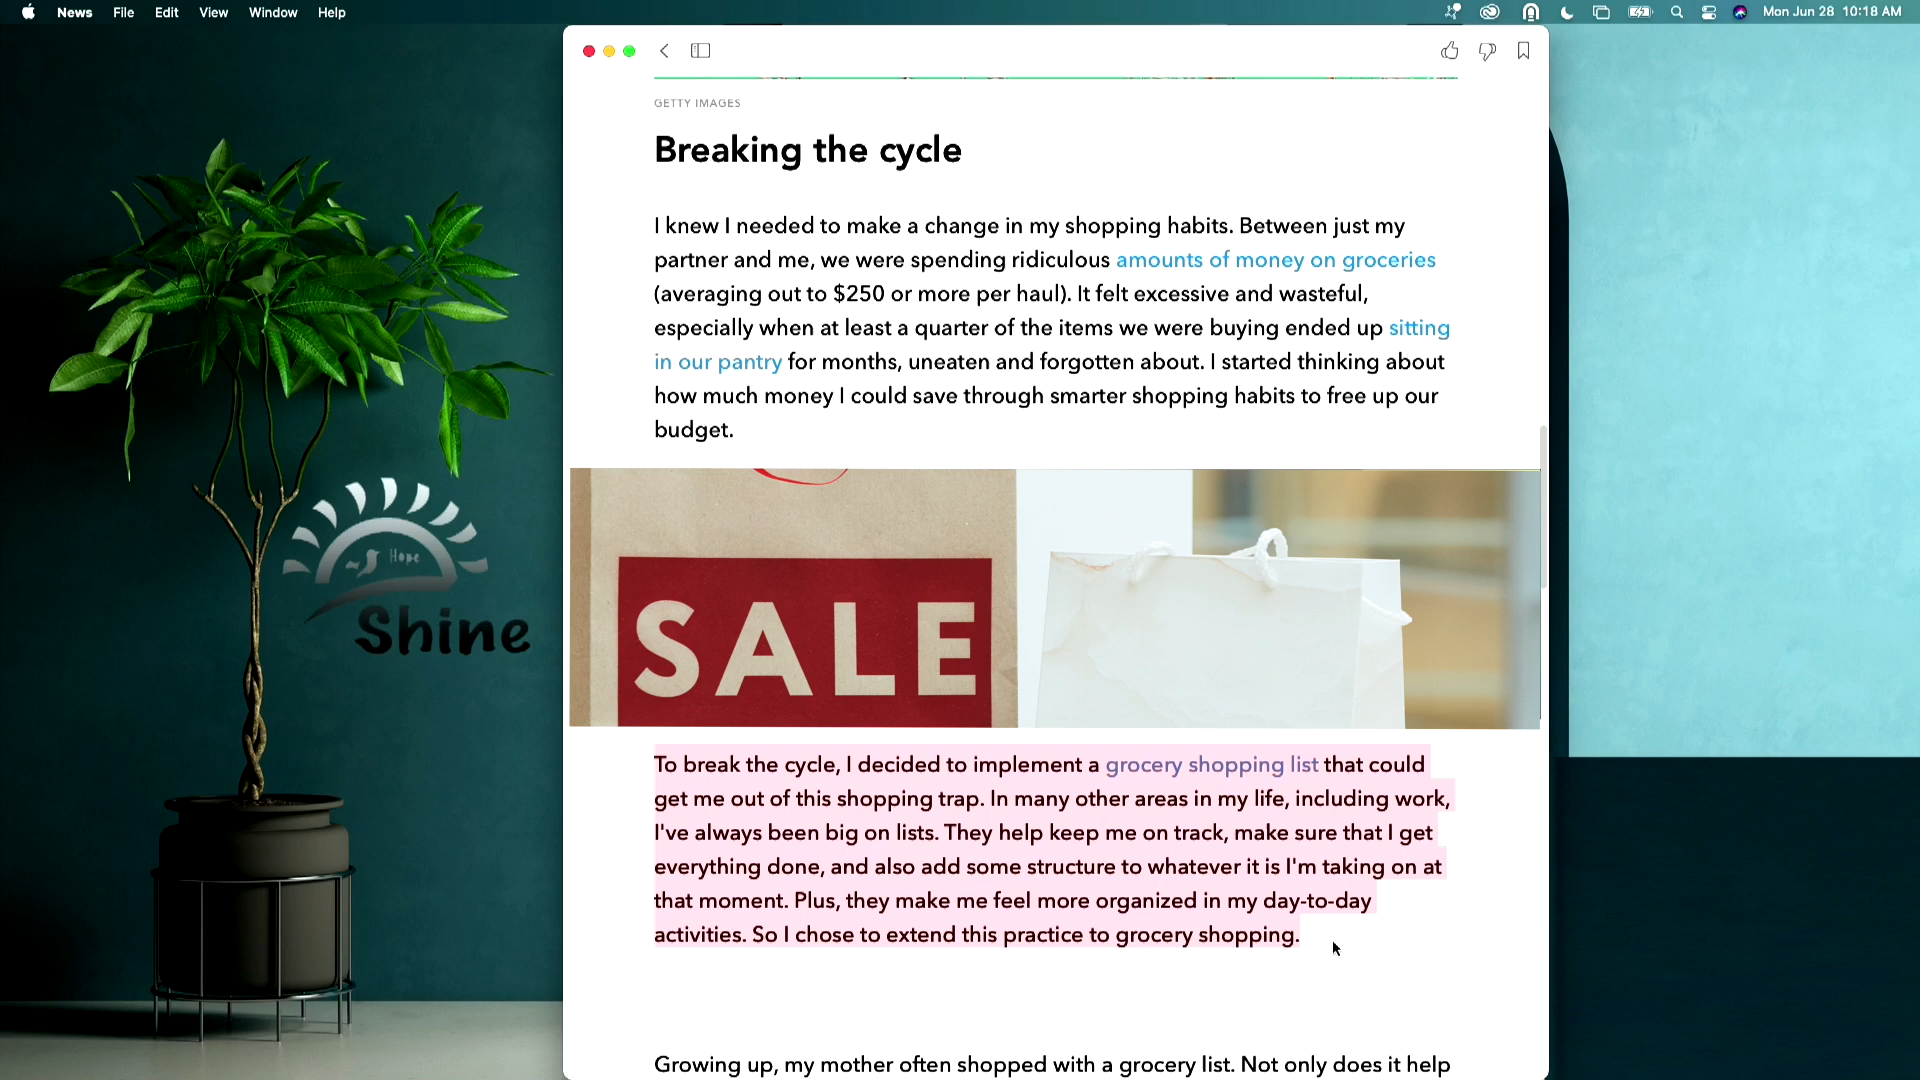 News File Edit View Window Help Mon Jun 28 10:18 AM
GETTY IMAGES
Breaking the cycle
I knew I needed to make a change in my shopping habits. Between just my
partner and me, we were spending ridiculous amounts of money on groceries
(averaging out to $250 or more per haul). It felt excessive and wasteful,
especially when at least a quarter of the items we were buying ended up sitting
in our pantry for months, uneaten and forgotten about. I started thinking about
how much money I could save through smarter shopping habits to free up our
budget.
Hope
Shine
SALE
To break the cycle, I decided to implement a grocery shopping list that could
get me out of this shopping trap. In many other areas in my life, including work,
I've always been big on lists. They help keep me on track, make sure that I get
everything done, and also add some structure to whatever it is I'm taking on at
that moment. Plus, they make me feel more organized in my day-to-day
activities. So I chose to extend this practice to grocery shopping.
Growing up, my mother often shopped with a grocery list. Not only does it help